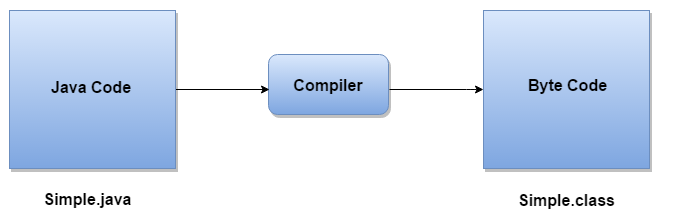 Java Code
Compiler
Byte Code
Simple.java
Simple.class